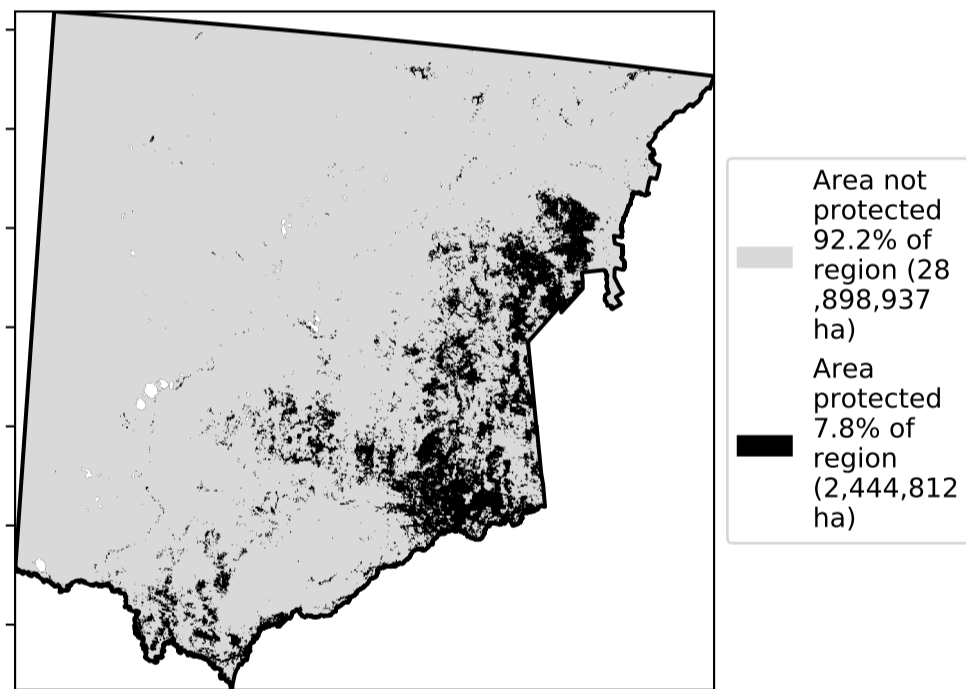 Area not
protected
92.2% of
region (28
,898,937
ha)
Area
protected
7.8% of
region
(2,444,812
ha)